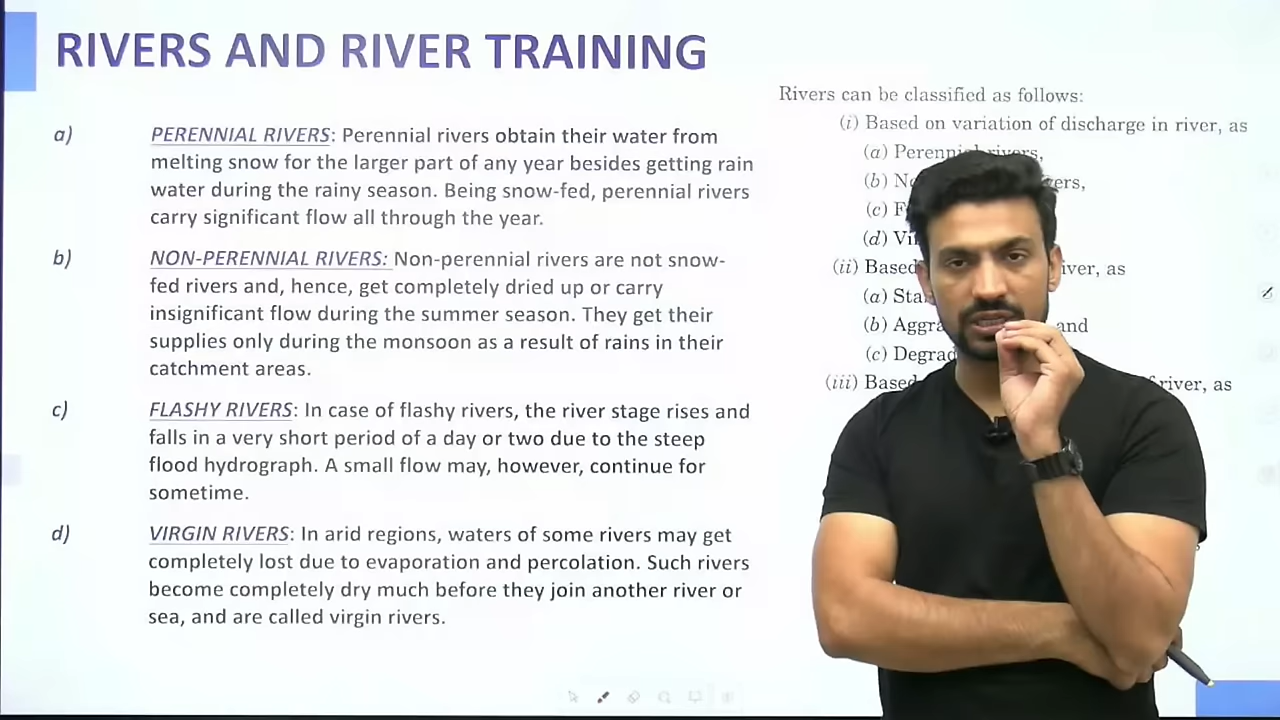 RIVERS AND RIVER TRAINING
a) PERENNIAL RIVERS: Perennial rivers obtain their water from
melting snow for the larger part of any year besides getting rain
water during the rainy season. Being snow-fed, perennial rivers
carry significant flow all through the year.
b) NON-PERENNIAL RIVERS: Non-perennial rivers are not snow-
fed rivers and, hence, get completely dried up or carry
insignificant flow during the summer season. They get their
supplies only during the monsoon as a result of rains in their
catchment areas.
c) FLASHY RIVERS: In case of flashy rivers, the river stage rises and
falls in a very short period of a day or two due to the steep
flood hydrograph. A small flow may, however, continue for
sometime.
d) VIRGIN RIVERS: In arid regions, waters of some rivers may get
completely lost due to evaporation and percolation. Such rivers
become completely dry much before they join another river or
sea, and are called virgin rivers.
Rivers can be classified as follows:
(i) Based on variation of discharge in river, as
(a) Perennial rivers,
(b)
(c)
(d)
(ii) Based river, as
(a)
(b) and
(c)
(iii) Based river, as